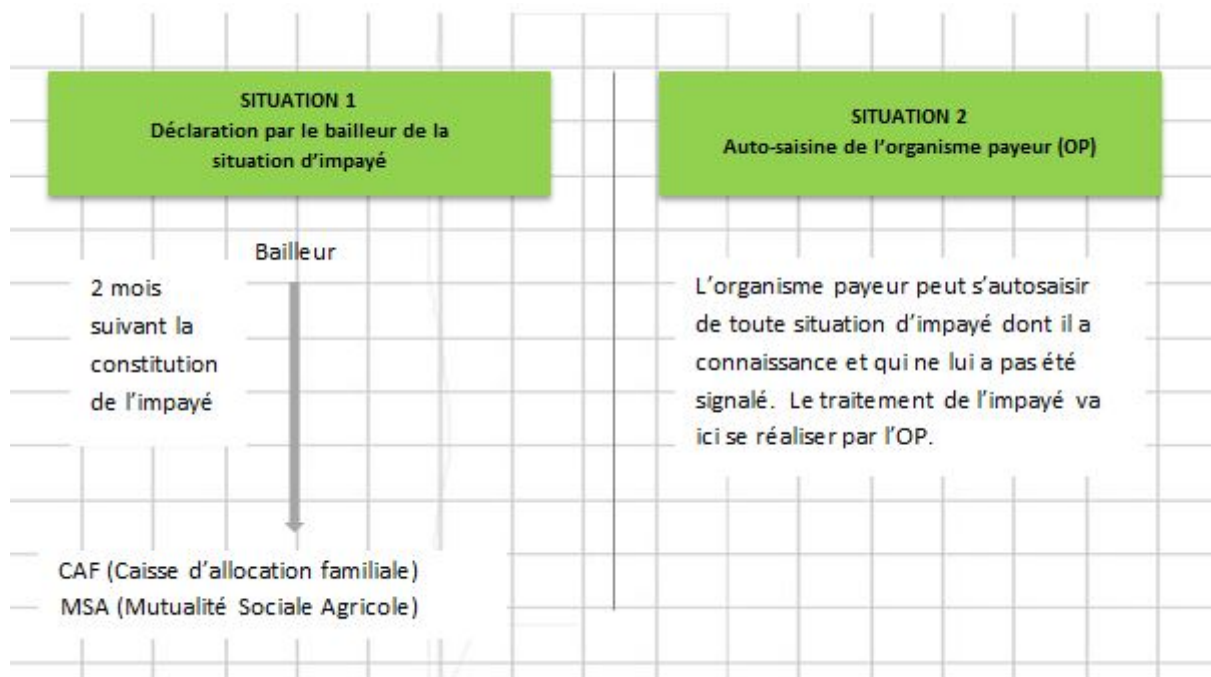 SITUATION 1
Déclaration par le bailleur de la
situation d'impayé
Bailleur
2 mois
suivant la
constitution
de l'impayé
CAF (Caisse d'allocation familiale)
MSA (Mutualité Sociale Agricole)
SITUATION 2
Auto-saisine de l'organisme payeur (OP)
L'organisme payeur peut s'autosaisir
de toute situation d'impayé dont il a
connaissance et qui ne lui a pas été
signalé. Le traitement de l'impayé va
ici se réaliser par l'OP.